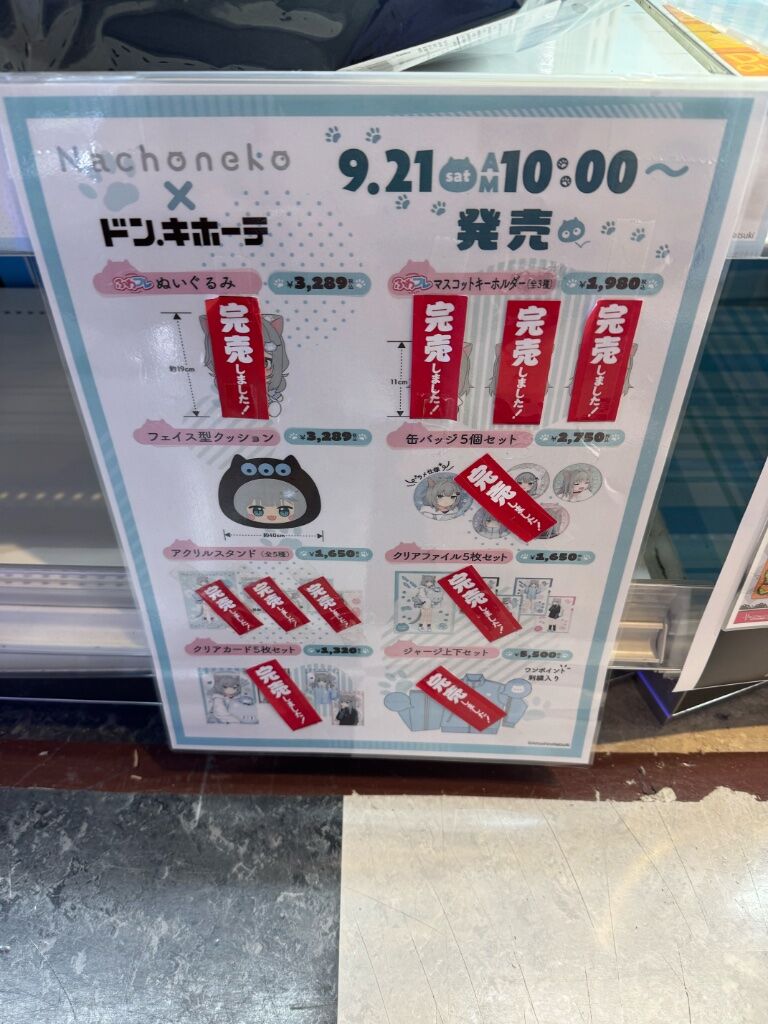 Nachoneko
×
ドン.キホーテ
9.21 sat AM10:00~
発売
ふわプレ ぬいぐるみ ¥3,289
完売しました!
約19cm
ふわプレ マスコットキーホルダー(全3種) ¥1,980
完売しました!
完売しました!
完売しました!
11cm
フェイス型クッション ¥3,289
約40cm
缶バッジ5個セット ¥2,750
完売しました!
アクリルスタンド(全5種) ¥1,650
完売しました!
完売しました!
完売しました!
クリアファイル5枚セット ¥1,650
完売しました!
クリアカード5枚セット ¥1,320
完売しました!
ジャージ上下セット ¥5,500
ワンポイント
刺繍入り
完売しました!